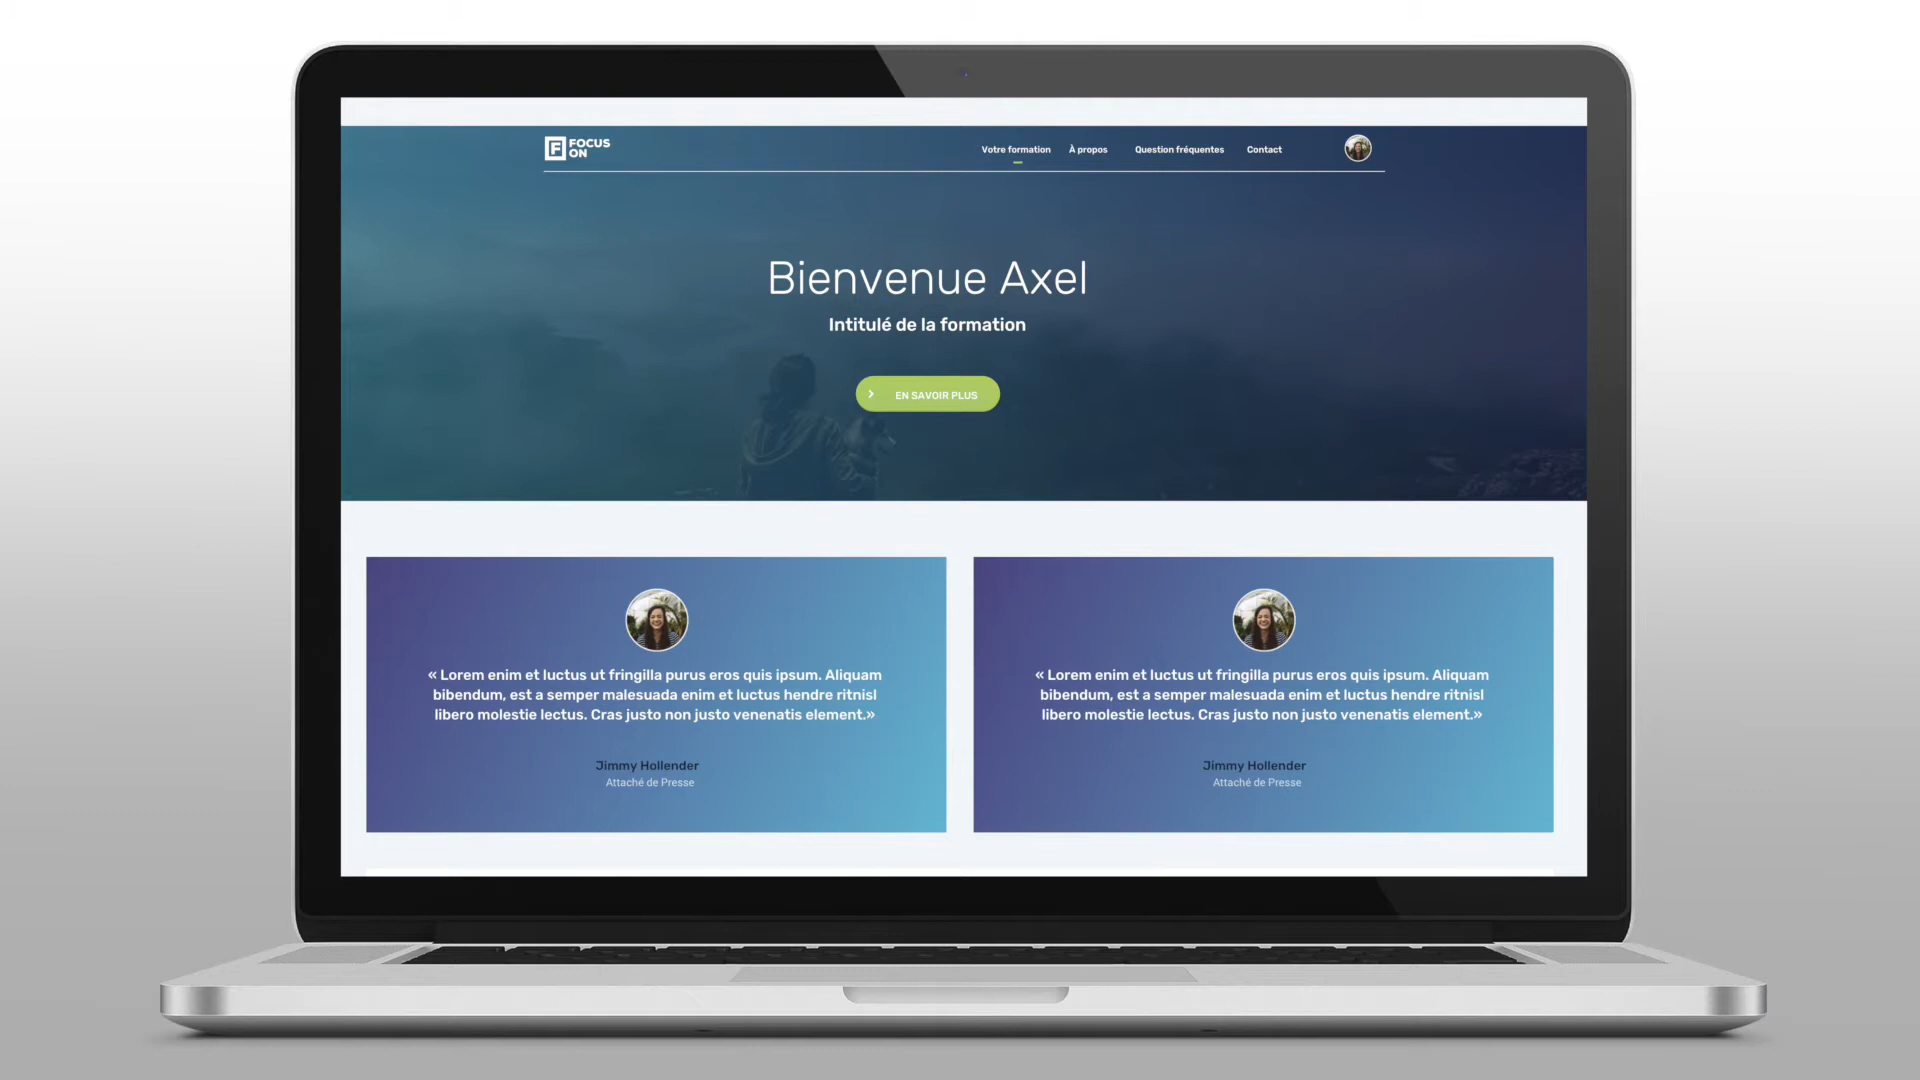 FOCUS
ON
Votre formation À propos Question fréquentes Contact
Bienvenue Axel
Intitulé de la formation
EN SAVOIR PLUS
« Lorem enim et luctus ut fringilla purus eros quis ipsum. Aliquam
bibendum, est a semper malesuada enim et luctus hendre ritnisl
libero molestie lectus. Cras justo non justo venenatis element.»
Jimmy Hollender
Attaché de Presse
« Lorem enim et luctus ut fringilla purus eros quis ipsum. Aliquam
bibendum, est a semper malesuada enim et luctus hendre ritnisl
libero molestie lectus. Cras justo non justo venenatis element.»
Jimmy Hollender
Attaché de Presse